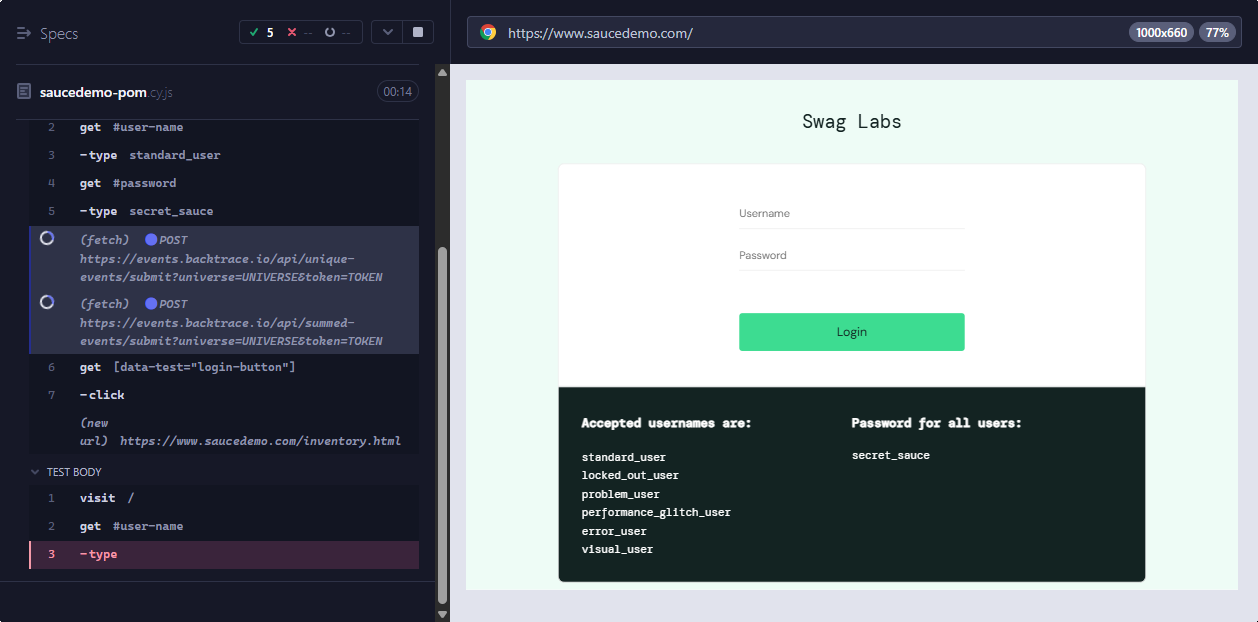 Specs
5 -- --
https://www.saucedemo.com/
1000x660 77%
saucedemo-pom.cy.js
00:14
2 get #user-name
3 -type standard_user
4 get #password
5 -type secret_sauce
(fetch) POST
https://events.backtrace.io/api/unique-
events/submit?universe=UNIVERSE&token=TOKEN
(fetch) POST
https://events.backtrace.io/api/summed-
events/submit?universe=UNIVERSE&token=TOKEN
6 get [data-test="login-button"]
7 -click
(new
url) https://www.saucedemo.com/inventory.html
TEST BODY
1 visit /
2 get #user-name
3 -type
Swag Labs
Username
Password
Login
Accepted usernames are:
standard_user
locked_out_user
problem_user
performance_glitch_user
error_user
visual_user
Password for all users:
secret_sauce